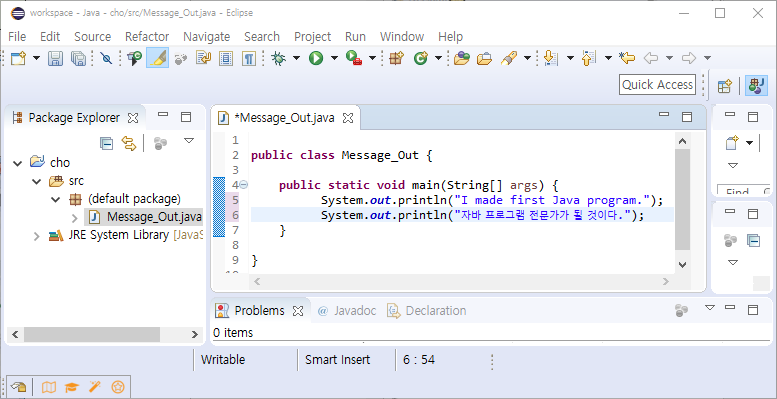 workspace - Java - cho/src/Message_Out.java - Eclipse
File Edit Source Refactor Navigate Search Project Run Window Help
Quick Access
Package Explorer
*Message_Out.java
cho
src
(default package)
Message_Out.java
JRE System Library [JavaS
1
2 public class Message_Out {
3
4 public static void main(String[] args) {
5 System.out.println("I made first Java program.");
6 System.out.println("자바 프로그램 전문가가 될 것이다.");
7 }
8
9 }
10
Find
Problems @ Javadoc Declaration
0 items
Writable Smart Insert 6 : 54